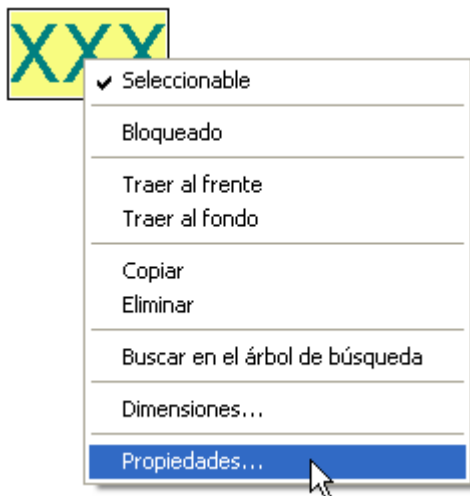 XXX
Seleccionable
Bloqueado
Traer al frente
Traer al fondo
Copiar
Eliminar
Buscar en el árbol de búsqueda
Dimensiones...
Propiedades...